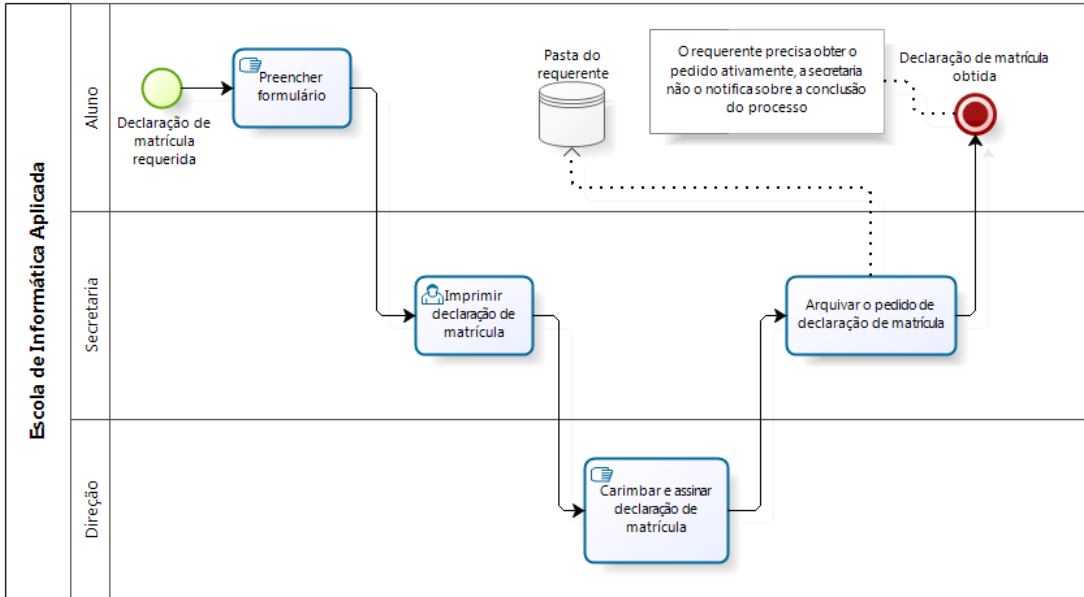 Escola de Informática Aplicada
Aluno
Declaração de
matrícula
requerida
Preencher
formulário
Pasta do
requerente
O requerente precisa obter o
pedido ativamente, a secretaria
não o notifica sobre a conclusão
do processo
Declaração de matrícula
obtida
Secretaria
Imprimir
declaração de
matrícula
Arquivar o pedido de
declaração de matrícula
Direção
Carimbar e assinar
declaração de
matrícula